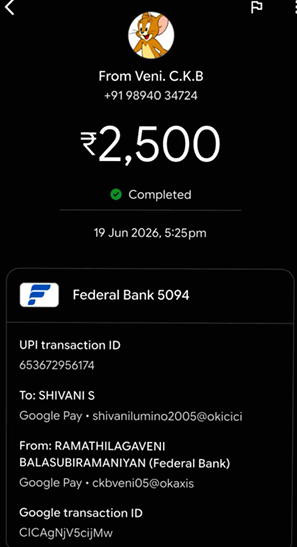 From Veni. C.K.B
+91 98940 34724
₹2,500
Completed
19 Jun 2026, 5:25 pm
Federal Bank 5094
UPI transaction ID
653672956174
To: SHIVANI S
Google Pay • shivanilumino2005@okicici
From: RAMATHILAGAVENI
BALASUBIRAMANIYAN (Federal Bank)
Google Pay • ckbveni05@okaxis
Google transaction ID
CICAgNjV5cijMw